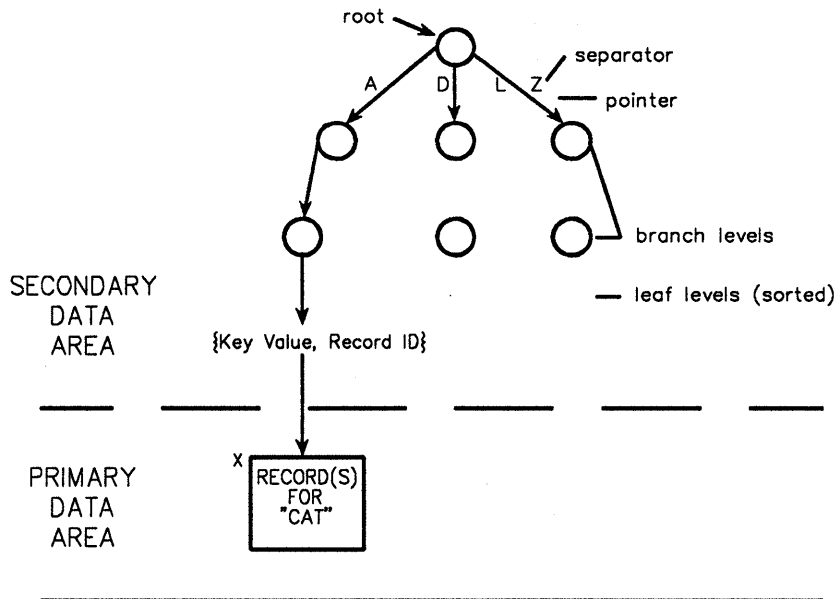 root
separator
A D L Z
pointer
branch levels
SECONDARY
DATA
AREA
leaf levels (sorted)
{Key Value, Record ID}
X
RECORD(S)
FOR
"CAT"
PRIMARY
DATA
AREA